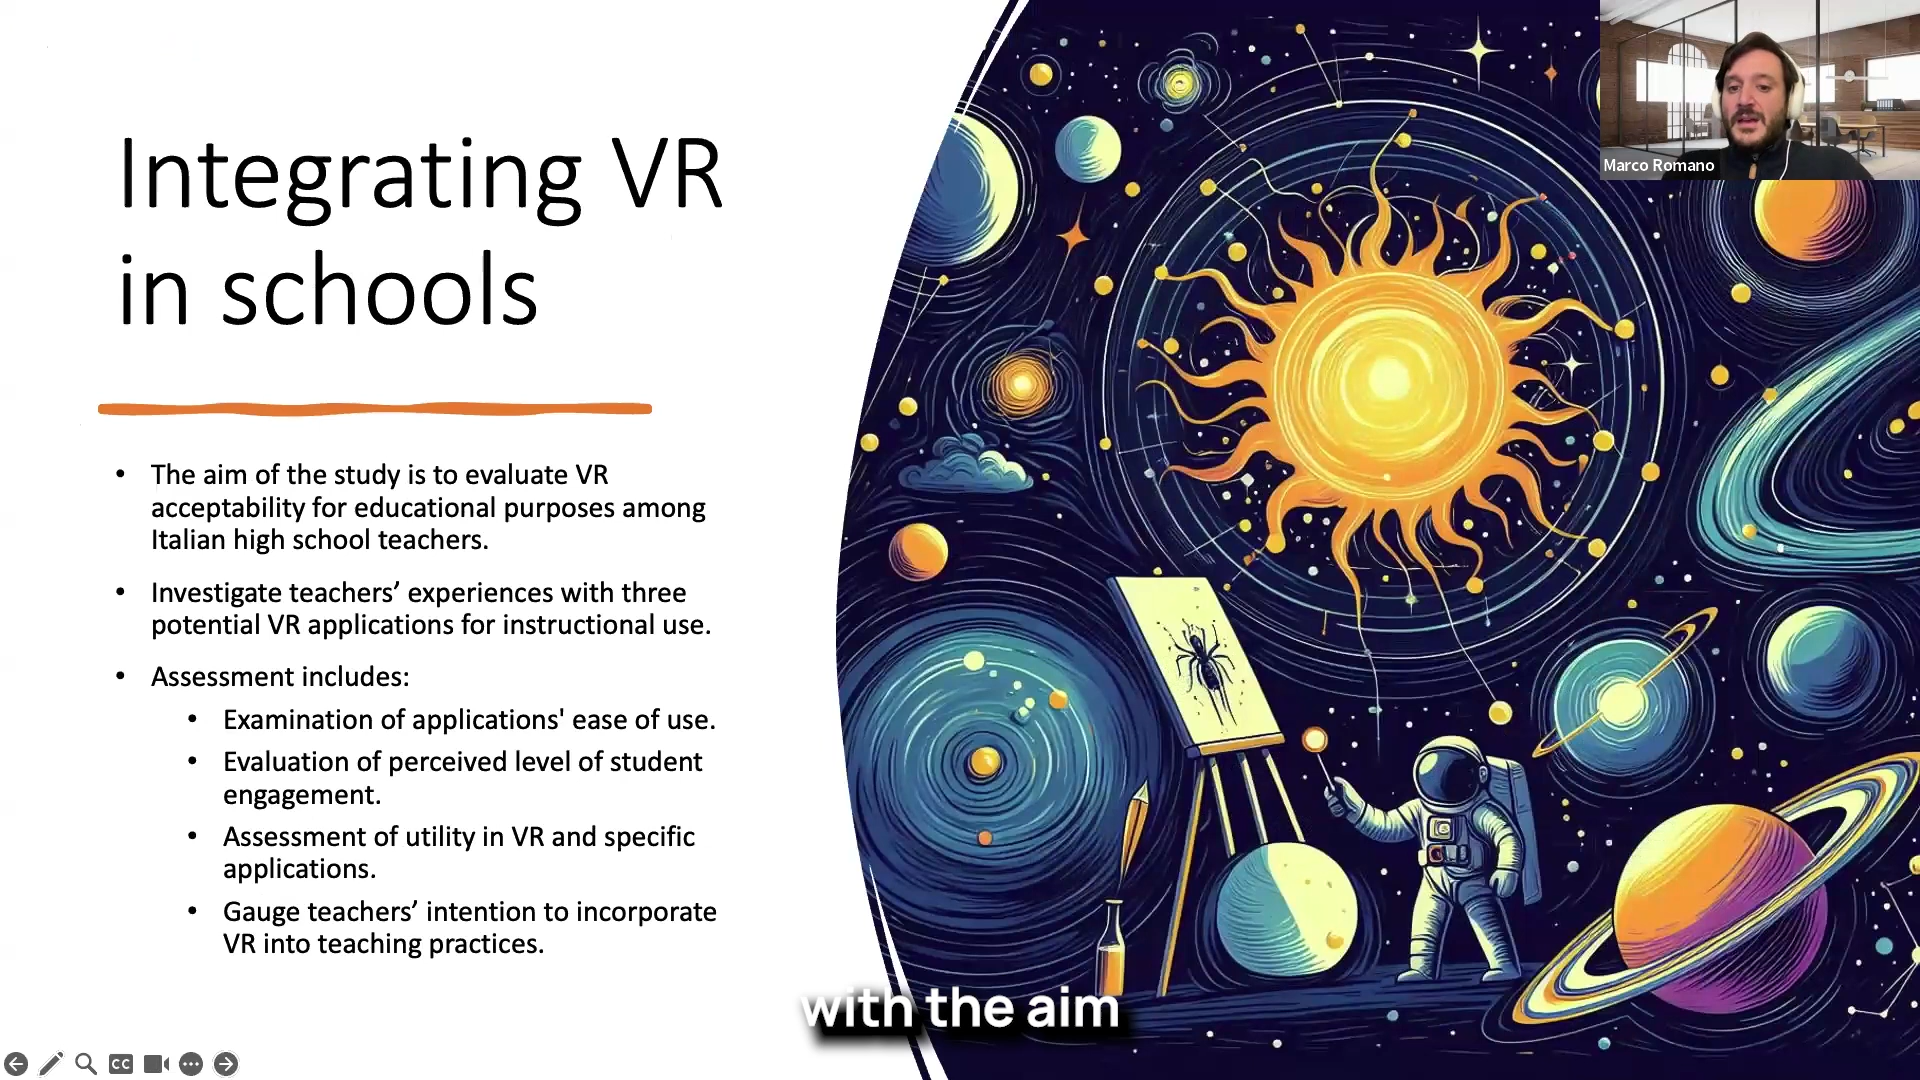 Integrating VR
in schools
• The aim of the study is to evaluate VR
acceptability for educational purposes among
Italian high school teachers.
• Investigate teachers’ experiences with three
potential VR applications for instructional use.
• Assessment includes:
• Examination of applications' ease of use.
• Evaluation of perceived level of student
engagement.
• Assessment of utility in VR and specific
applications.
• Gauge teachers’ intention to incorporate
VR into teaching practices.
Marco Romano
with the aim
CC